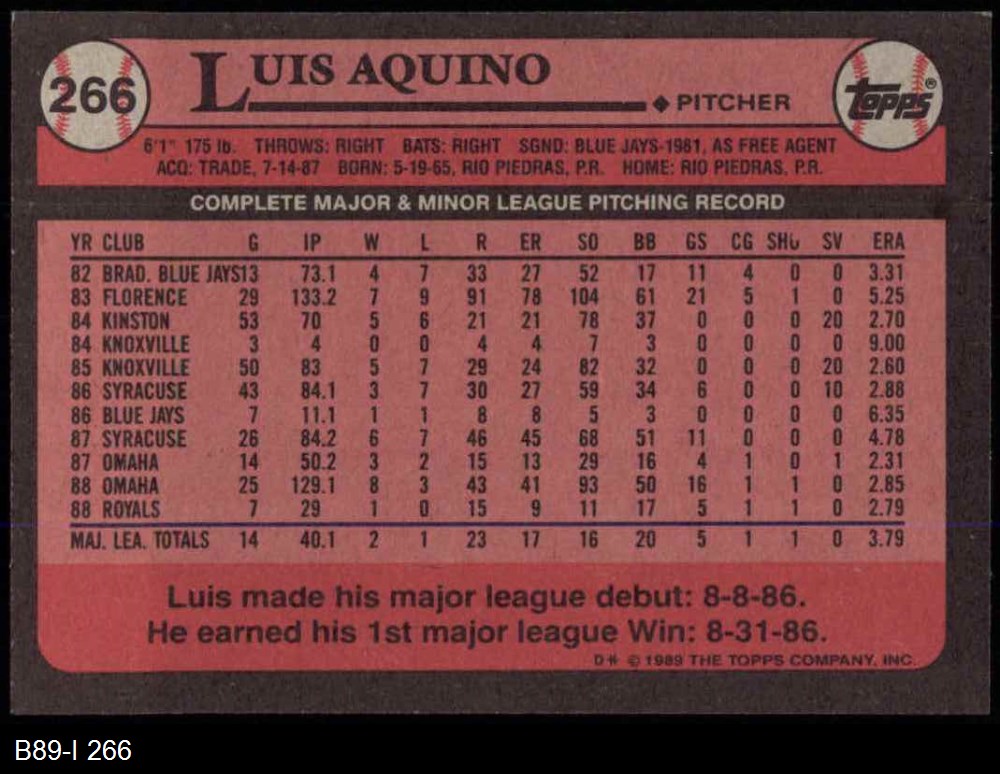 266
LUIS AQUINO
PITCHER
TOPPS®
6'1" 175 lb. THROWS: RIGHT BATS: RIGHT SGND: BLUE JAYS-1981, AS FREE AGENT
ACQ: TRADE, 7-14-87 BORN: 5-19-65, RIO PIEDRAS, P.R. HOME: RIO PIEDRAS, P.R.
COMPLETE MAJOR & MINOR LEAGUE PITCHING RECORD
YR CLUB G IP W L R ER SO BB GS CG SHO SV ERA
82 BRAD. BLUE JAYS 13 73.1 4 7 33 27 52 17 11 4 0 0 3.31
83 FLORENCE 29 133.2 7 9 91 78 104 61 21 5 1 0 5.25
84 KINSTON 53 70 5 6 21 21 78 37 0 0 0 20 2.70
84 KNOXVILLE 3 4 0 0 4 4 7 3 0 0 0 0 9.00
85 KNOXVILLE 50 83 5 7 29 24 82 32 0 0 0 20 2.60
86 SYRACUSE 43 84.1 3 7 30 27 59 34 6 0 0 10 2.88
86 BLUE JAYS 7 11.1 1 1 8 8 5 3 0 0 0 0 6.35
87 SYRACUSE 26 84.2 6 7 46 45 68 51 11 0 0 0 4.78
87 OMAHA 14 50.2 3 2 15 13 29 16 4 1 0 1 2.31
88 OMAHA 25 129.1 8 3 43 41 93 50 16 1 1 0 2.85
88 ROYALS 7 29 1 0 15 9 11 17 5 1 1 0 2.79
MAJ. LEA. TOTALS 14 40.1 2 1 23 17 16 20 5 1 1 0 3.79
Luis made his major league debut: 8-8-86.
He earned his 1st major league Win: 8-31-86.
D* © 1989 THE TOPPS COMPANY, INC.
B89-I 266